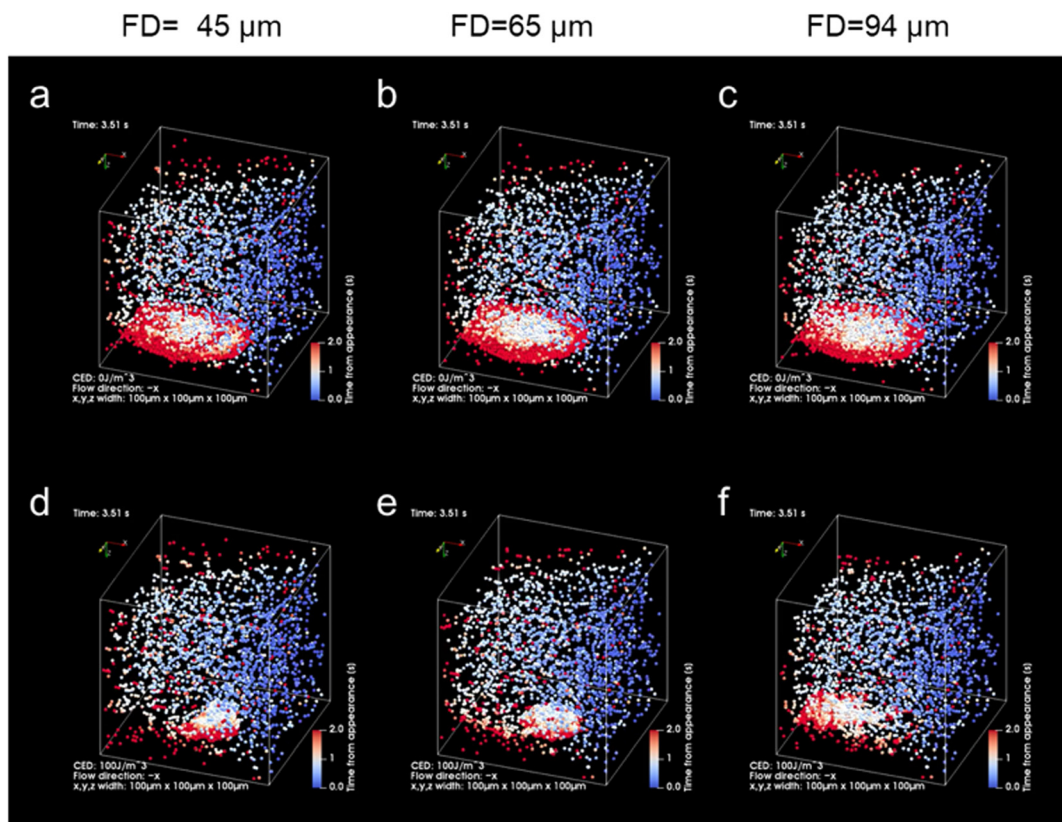 FD= 45 µm
FD=65 µm
FD=94 µm
a
Time: 3.51 s
X
Z
2.0
1
0.0
Time from appearance (s)
CED: 0J/m^3
Flow direction: −x
x,y,z width: 100µm x 100µm x 100µm
b
Time: 3.51 s
X
Z
2.0
1
0.0
Time from appearance (s)
CED: 0J/m^3
Flow direction: −x
x,y,z width: 100µm x 100µm x 100µm
c
Time: 3.51 s
X
Z
2.0
1
0.0
Time from appearance (s)
CED: 0J/m^3
Flow direction: −x
x,y,z width: 100µm x 100µm x 100µm
d
Time: 3.51 s
X
Z
2.0
1
0.0
Time from appearance (s)
CED: 100J/m^3
Flow direction: −x
x,y,z width: 100µm x 100µm x 100µm
e
Time: 3.51 s
X
Z
2.0
1
0.0
Time from appearance (s)
CED: 100J/m^3
Flow direction: −x
x,y,z width: 100µm x 100µm x 100µm
f
Time: 3.51 s
X
Z
2.0
1
0.0
Time from appearance (s)
CED: 100J/m^3
Flow direction: −x
x,y,z width: 100µm x 100µm x 100µm